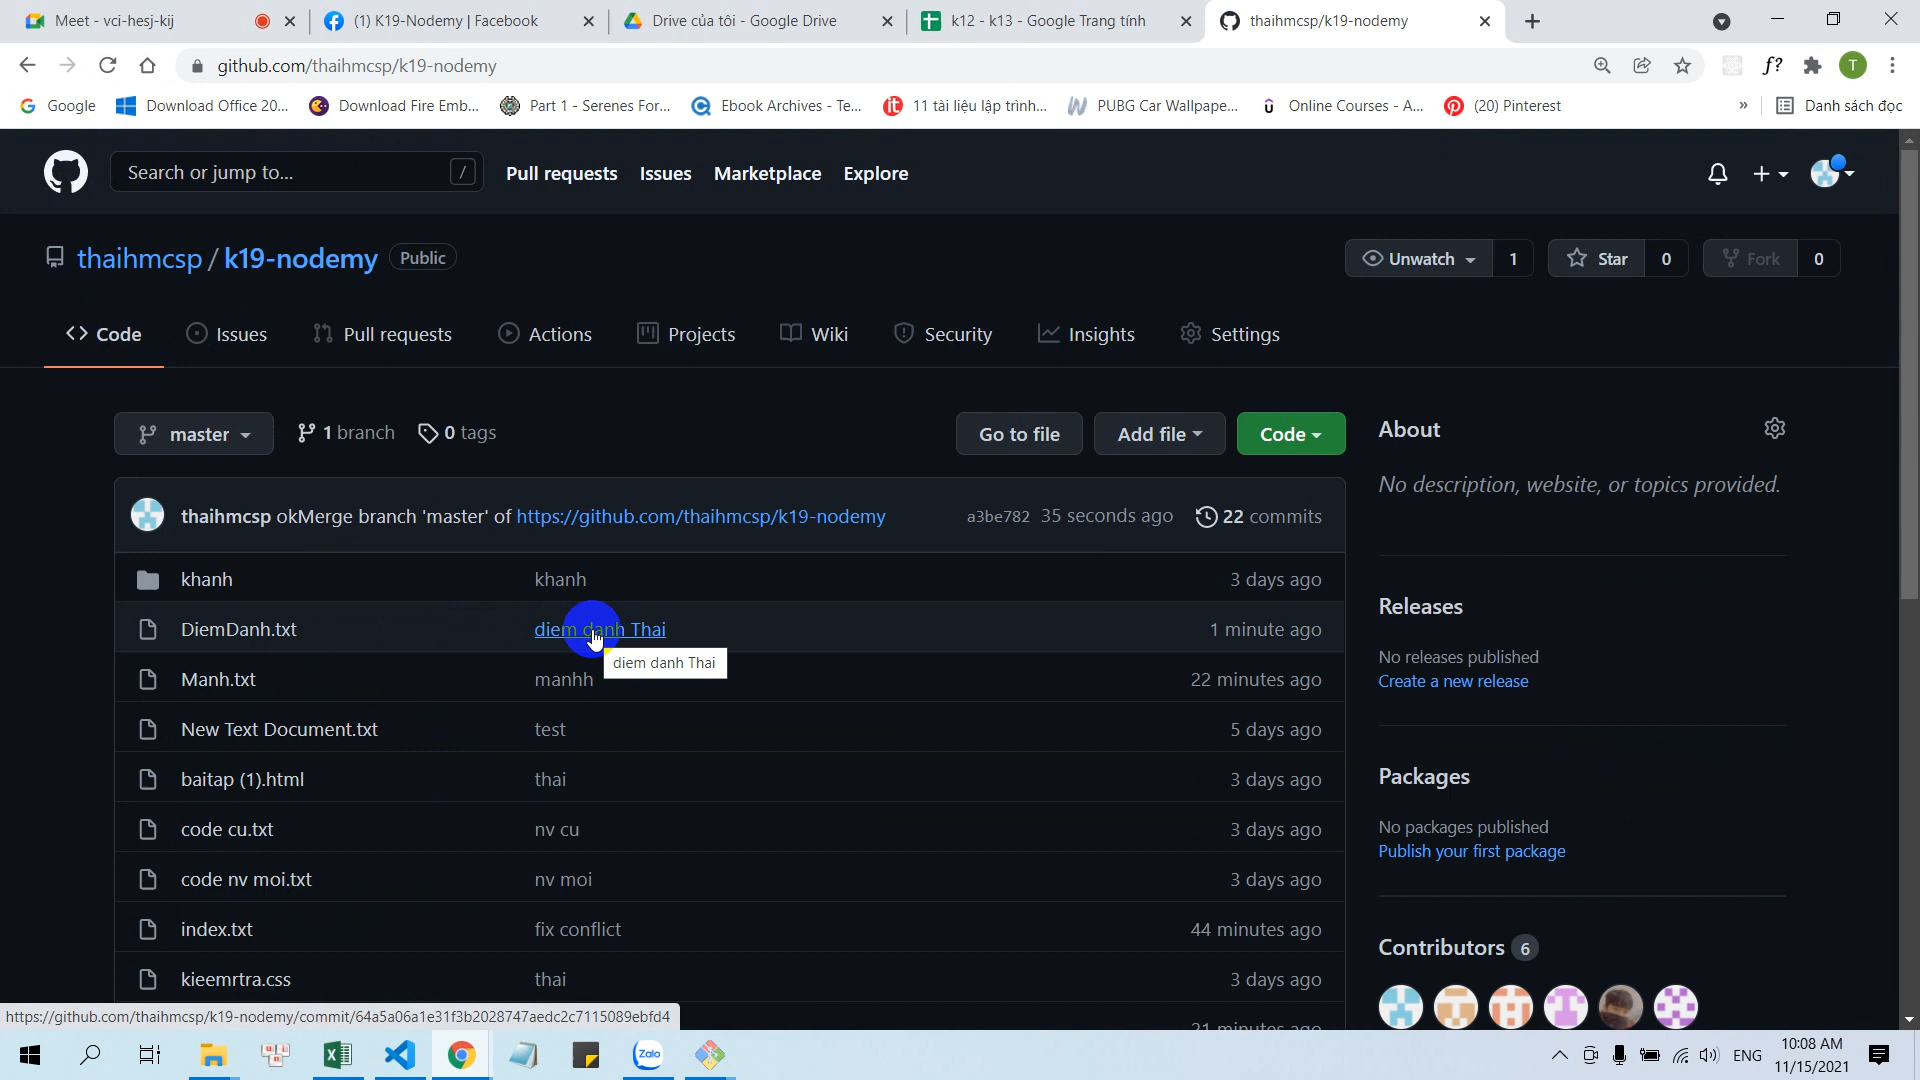 Meet - vci-hesj-kij
(1) K19-Nodemy | Facebook
Drive của tôi - Google Drive
k12 - k13 - Google Trang tính
thaihmcsp/k19-nodemy
github.com/thaihmcsp/k19-nodemy
f?
T
Google
Download Office 20...
Download Fire Emb...
Part 1 - Serenes For...
Ebook Archives - Te...
11 tài liệu lập trình...
PUBG Car Wallpape...
Online Courses - A...
(20) Pinterest
»
Danh sách đọc
Search or jump to...
/
Pull requests
Issues
Marketplace
Explore
thaihmcsp / k19-nodemy
Public
Unwatch
1
Star
0
Fork
0
Code
Issues
Pull requests
Actions
Projects
Wiki
Security
Insights
Settings
master
1 branch
0 tags
Go to file
Add file
Code
About
No description, website, or topics provided.
thaihmcsp okMerge branch 'master' of https://github.com/thaihmcsp/k19-nodemy
a3be782 35 seconds ago
22 commits
khanh
khanh
3 days ago
DiemDanh.txt
diem danh Thai
1 minute ago
diem danh Thai
Manh.txt
manhh
22 minutes ago
New Text Document.txt
test
5 days ago
baitap (1).html
thai
3 days ago
code cu.txt
nv cu
3 days ago
code nv moi.txt
nv moi
3 days ago
index.txt
fix conflict
44 minutes ago
kieemrtra.css
thai
3 days ago
21 minutes ago
Releases
No releases published
Create a new release
Packages
No packages published
Publish your first package
Contributors 6
https://github.com/thaihmcsp/k19-nodemy/commit/64a5a06a1e31f3b2028747aedc2c7115089ebfd4
Zalo
ENG
10:08 AM
11/15/2021